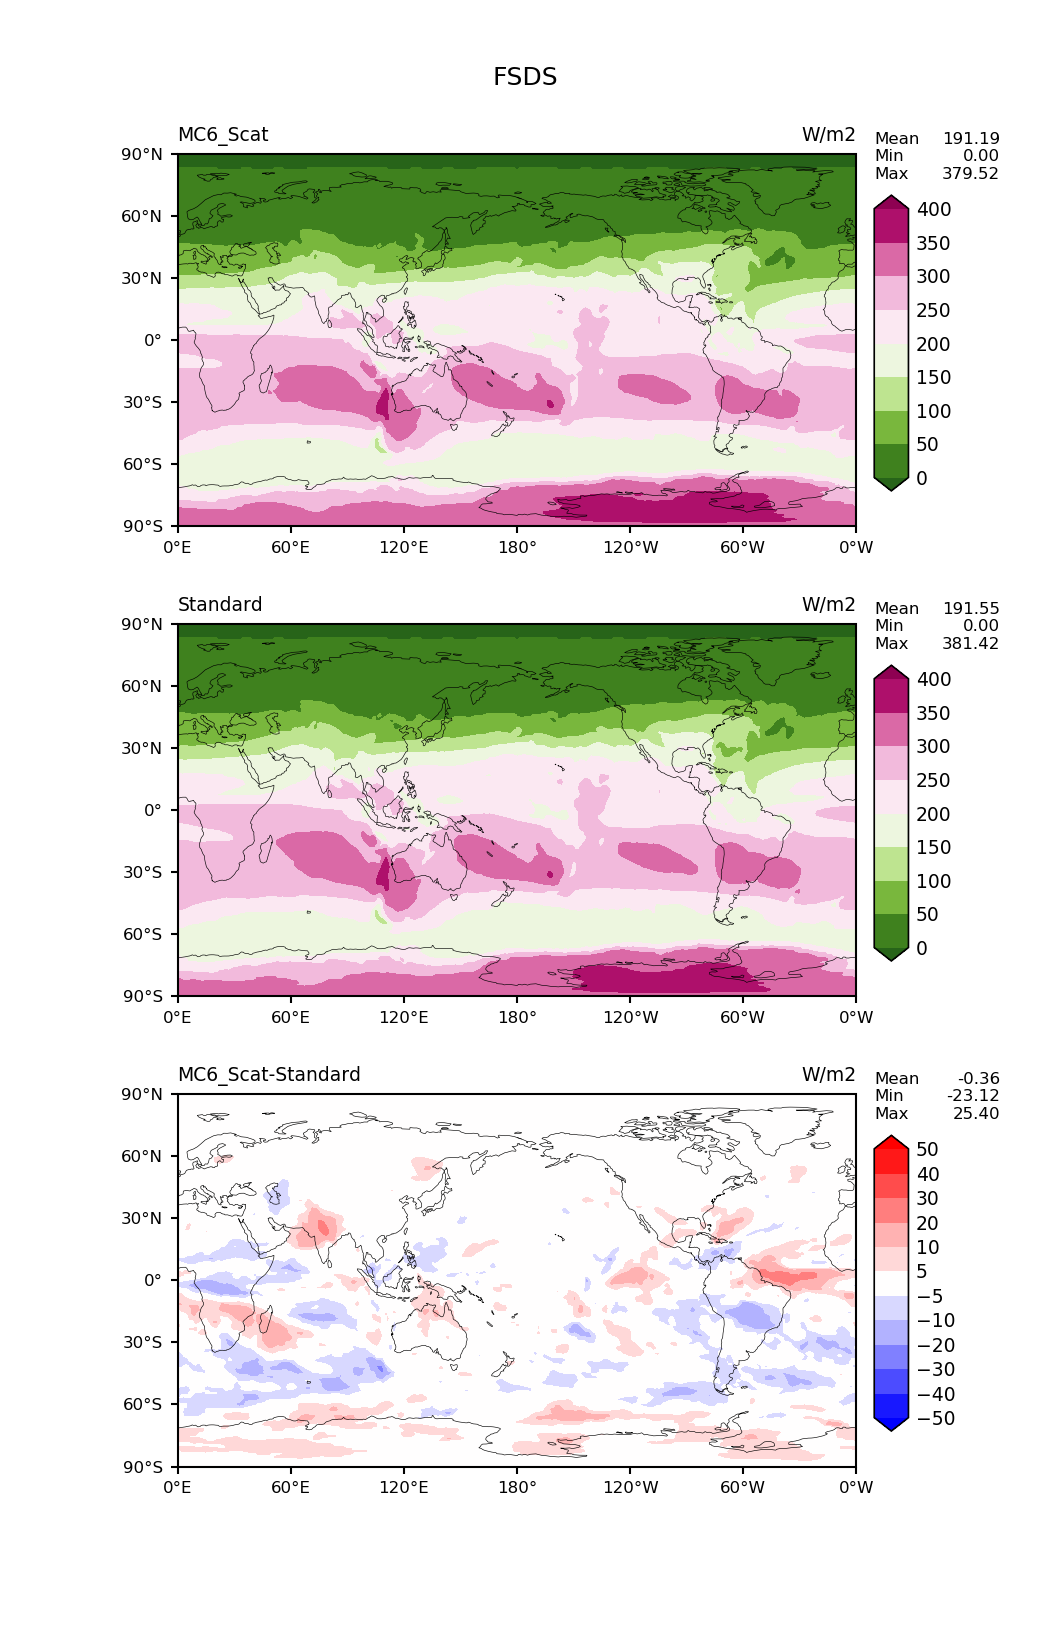 FSDS
MC6_Scat W/m2
Mean 191.19
Min 0.00
Max 379.52
90°N
60°N
30°N
0°
30°S
60°S
90°S
0°E 60°E 120°E 180° 120°W 60°W 0°W
400
350
300
250
200
150
100
50
0
Standard W/m2
Mean 191.55
Min 0.00
Max 381.42
90°N
60°N
30°N
0°
30°S
60°S
90°S
0°E 60°E 120°E 180° 120°W 60°W 0°W
400
350
300
250
200
150
100
50
0
MC6_Scat-Standard W/m2
Mean -0.36
Min -23.12
Max 25.40
90°N
60°N
30°N
0°
30°S
60°S
90°S
0°E 60°E 120°E 180° 120°W 60°W 0°W
50
40
30
20
10
5
−5
−10
−20
−30
−40
−50